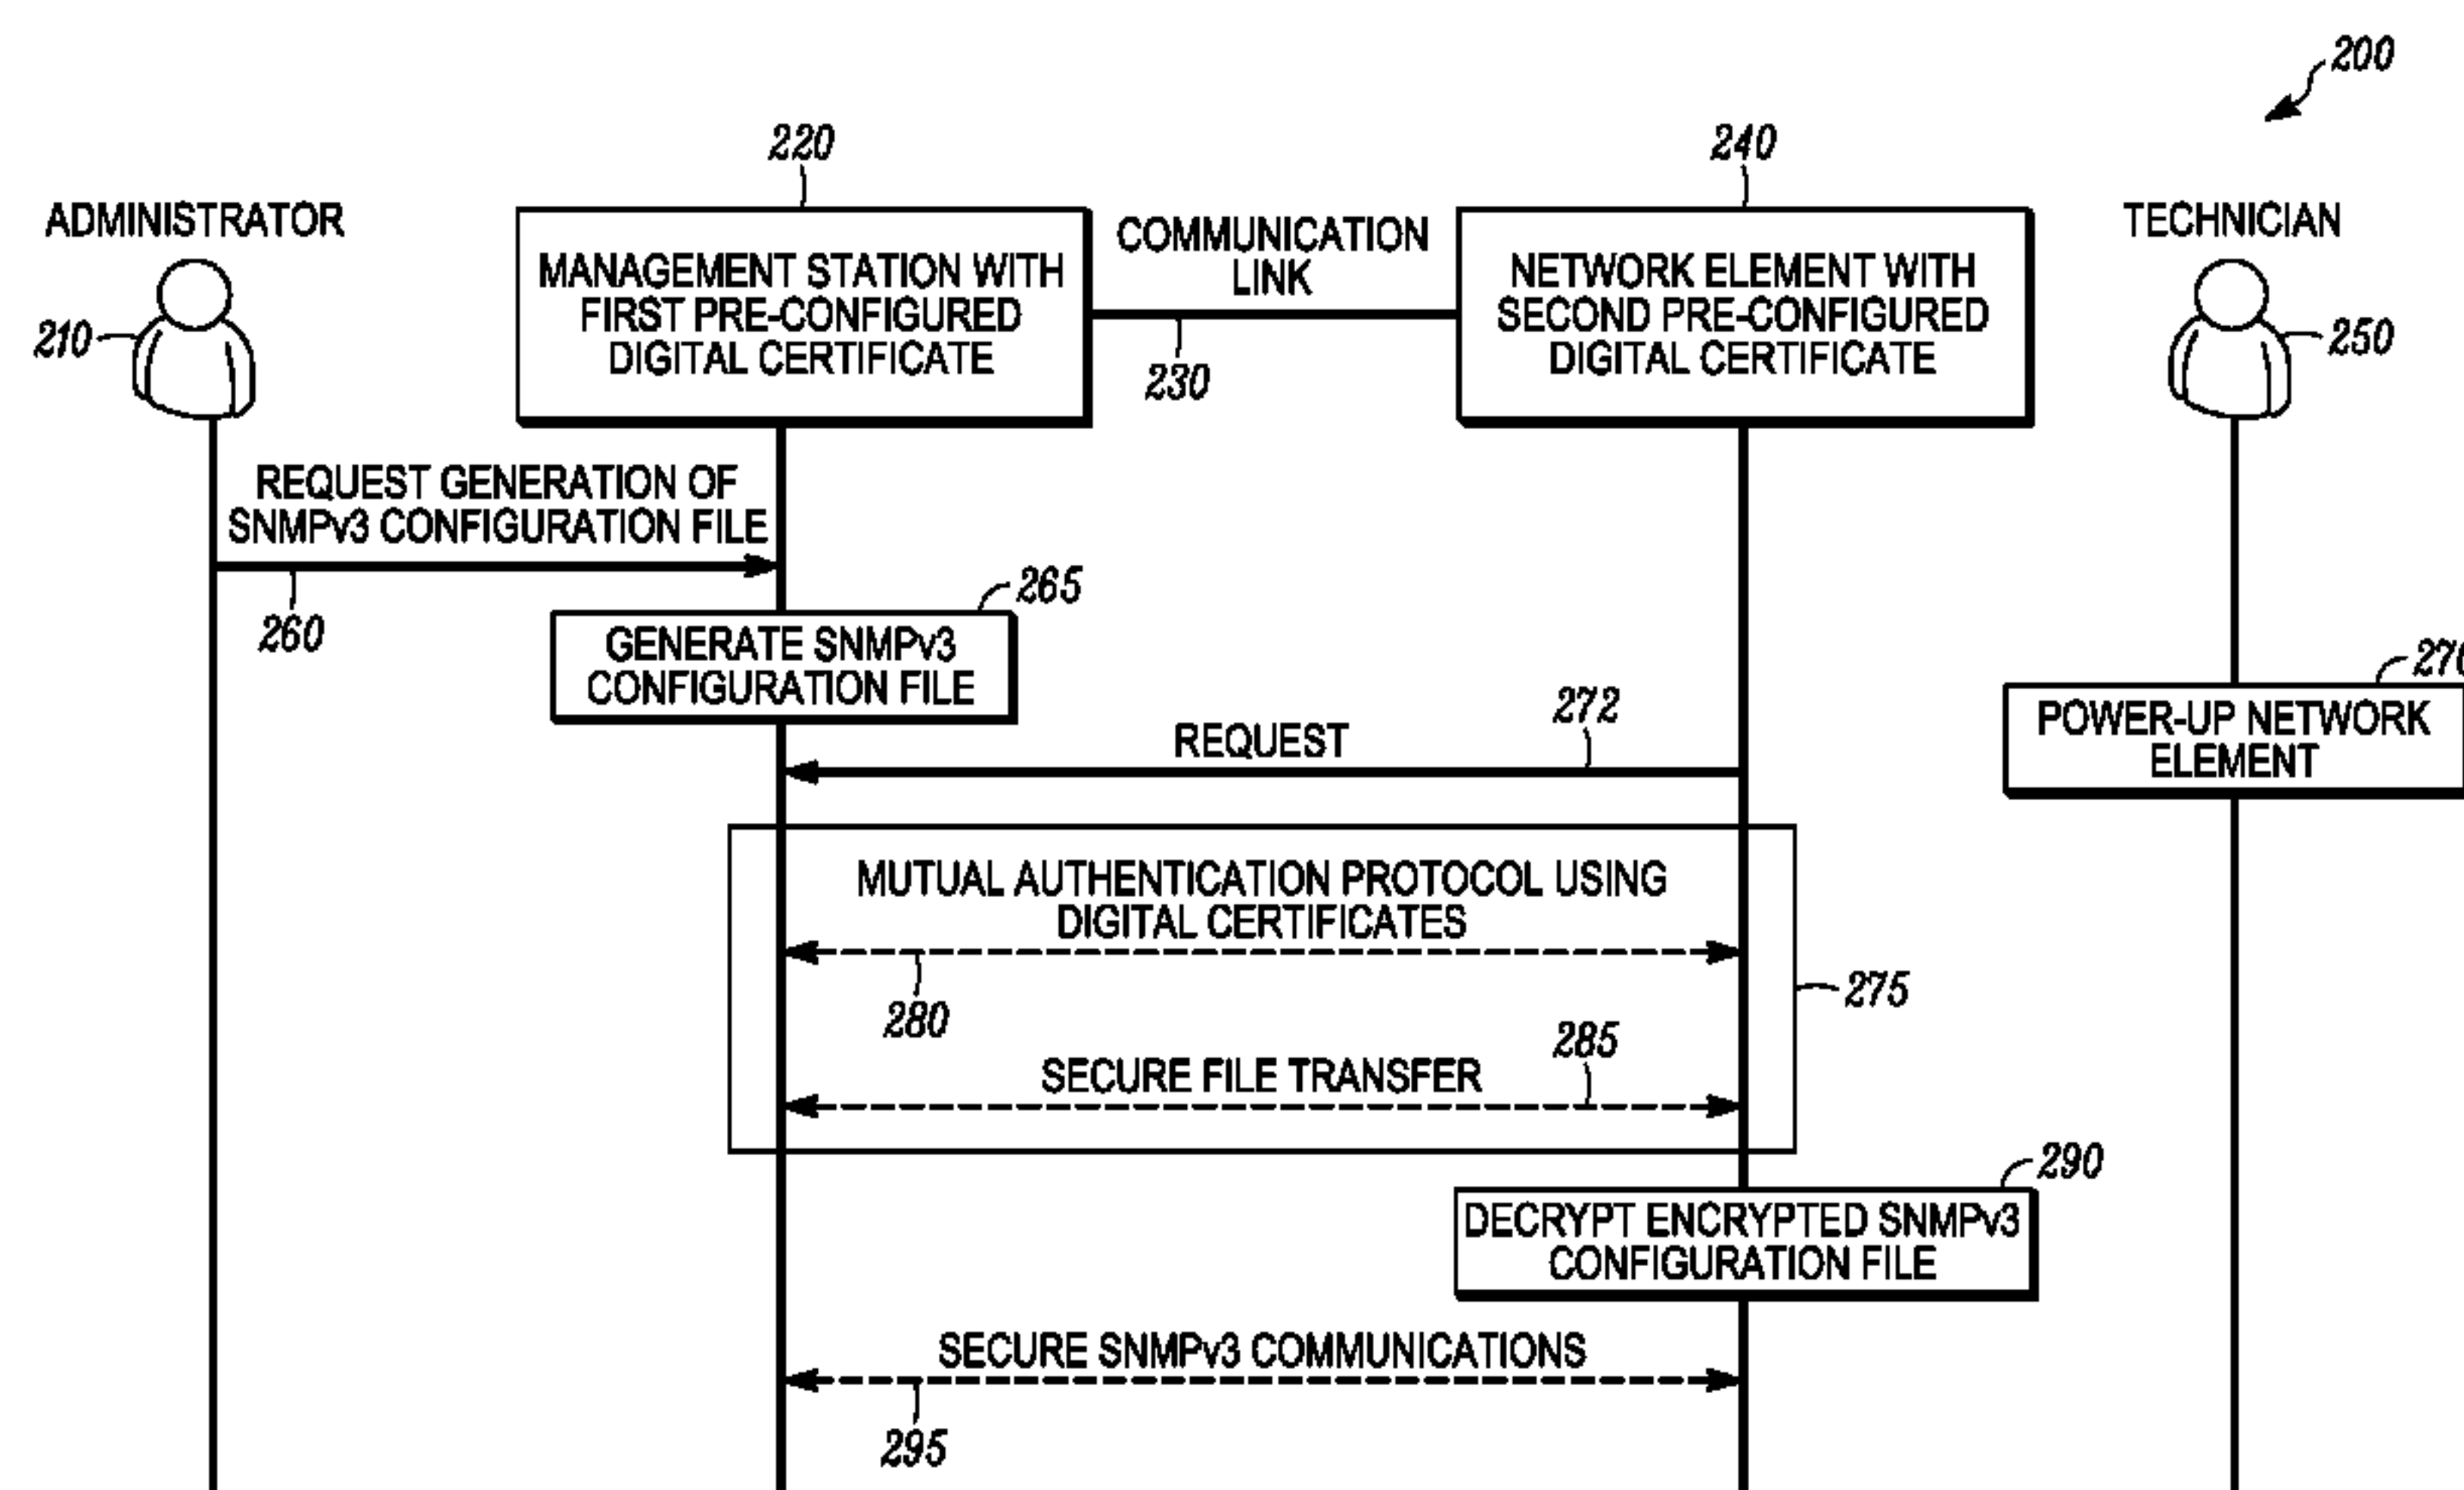 200
220
240
ADMINISTRATOR
TECHNICIAN
210
MANAGEMENT STATION WITH
FIRST PRE-CONFIGURED
DIGITAL CERTIFICATE
COMMUNICATION
LINK
230
NETWORK ELEMENT WITH
SECOND PRE-CONFIGURED
DIGITAL CERTIFICATE
250
REQUEST GENERATION OF
SNMPv3 CONFIGURATION FILE
260
265
GENERATE SNMPv3
CONFIGURATION FILE
270
POWER-UP NETWORK
ELEMENT
272
REQUEST
MUTUAL AUTHENTICATION PROTOCOL USING
DIGITAL CERTIFICATES
280
275
285
SECURE FILE TRANSFER
290
DECRYPT ENCRYPTED SNMPv3
CONFIGURATION FILE
SECURE SNMPv3 COMMUNICATIONS
295